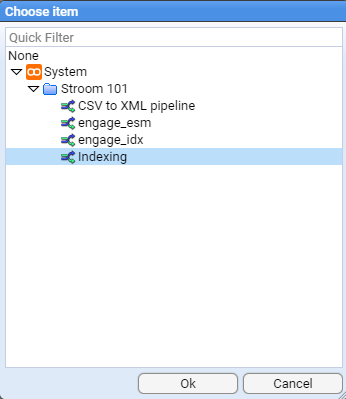 Choose item
Quick Filter
None
System
Stroom 101
CSV to XML pipeline
engage_esm
engage_idx
Indexing
Ok
Cancel